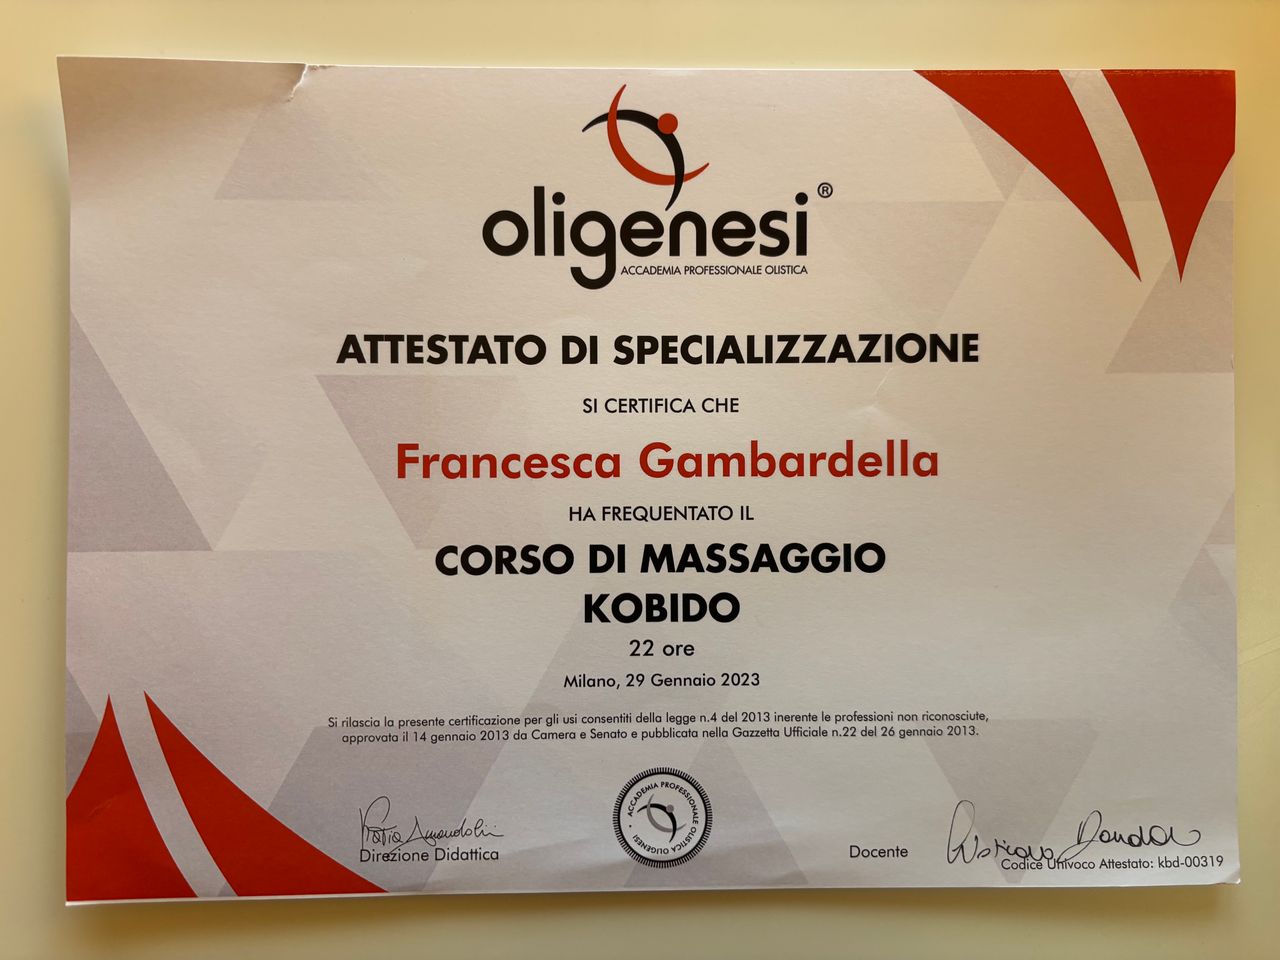 oligenesi®
ACCADEMIA PROFESSIONALE OLISTICA
ATTESTATO DI SPECIALIZZAZIONE
SI CERTIFICA CHE
Francesca Gambardella
HA FREQUENTATO IL
CORSO DI MASSAGGIO
KOBIDO
22 ore
Milano, 29 Gennaio 2023
Si rilascia la presente certificazione per gli usi consentiti della legge n.4 del 2013 inerente le professioni non riconosciute,
approvata il 14 gennaio 2013 da Camera e Senato e pubblicata nella Gazzetta Ufficiale n.22 del 26 gennaio 2013.
Direzione Didattica
ACCADEMIA PROFESSIONALE OLISTICA OLIGENESI
Docente
Codice Univoco Attestato: kbd-00319